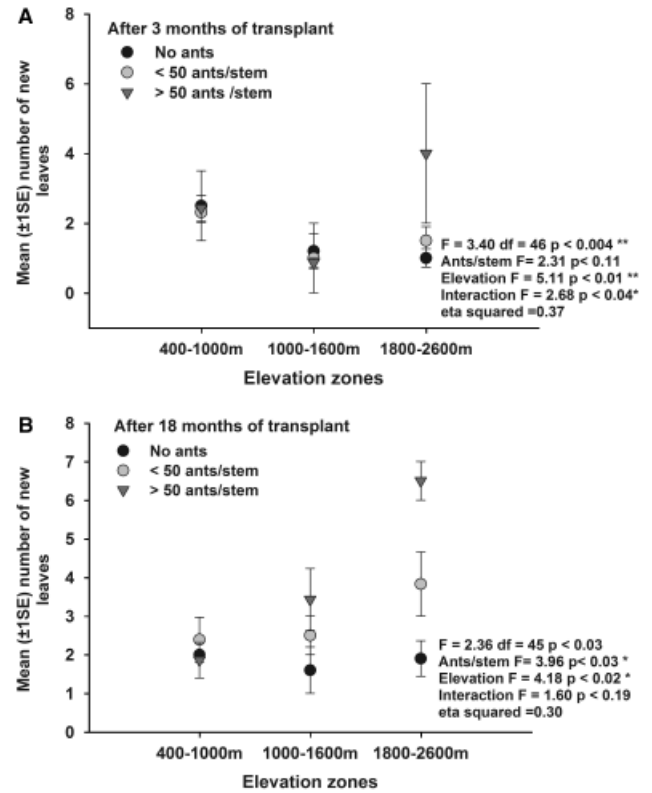 A
After 3 months of transplant
No ants
< 50 ants/stem
> 50 ants /stem
8
6
4
2
0
Mean (±1SE) number of new
leaves
F = 3.40 df = 46 p < 0.004 **
Ants/stem F= 2.31 p< 0.11
Elevation F = 5.11 p < 0.01 **
Interaction F = 2.68 p < 0.04*
eta squared =0.37
400-1000m 1000-1600m 1800-2600m
Elevation zones
B
After 18 months of transplant
No ants
< 50 ants/stem
> 50 ants/stem
8
7
6
5
4
3
2
1
0
Mean (±1SE) number of new
leaves
F = 2.36 df = 45 p < 0.03
Ants/stem F= 3.96 p< 0.03 *
Elevation F = 4.18 p < 0.02 *
Interaction F = 1.60 p < 0.19
eta squared =0.30
400-1000m 1000-1600m 1800-2600m
Elevation zones